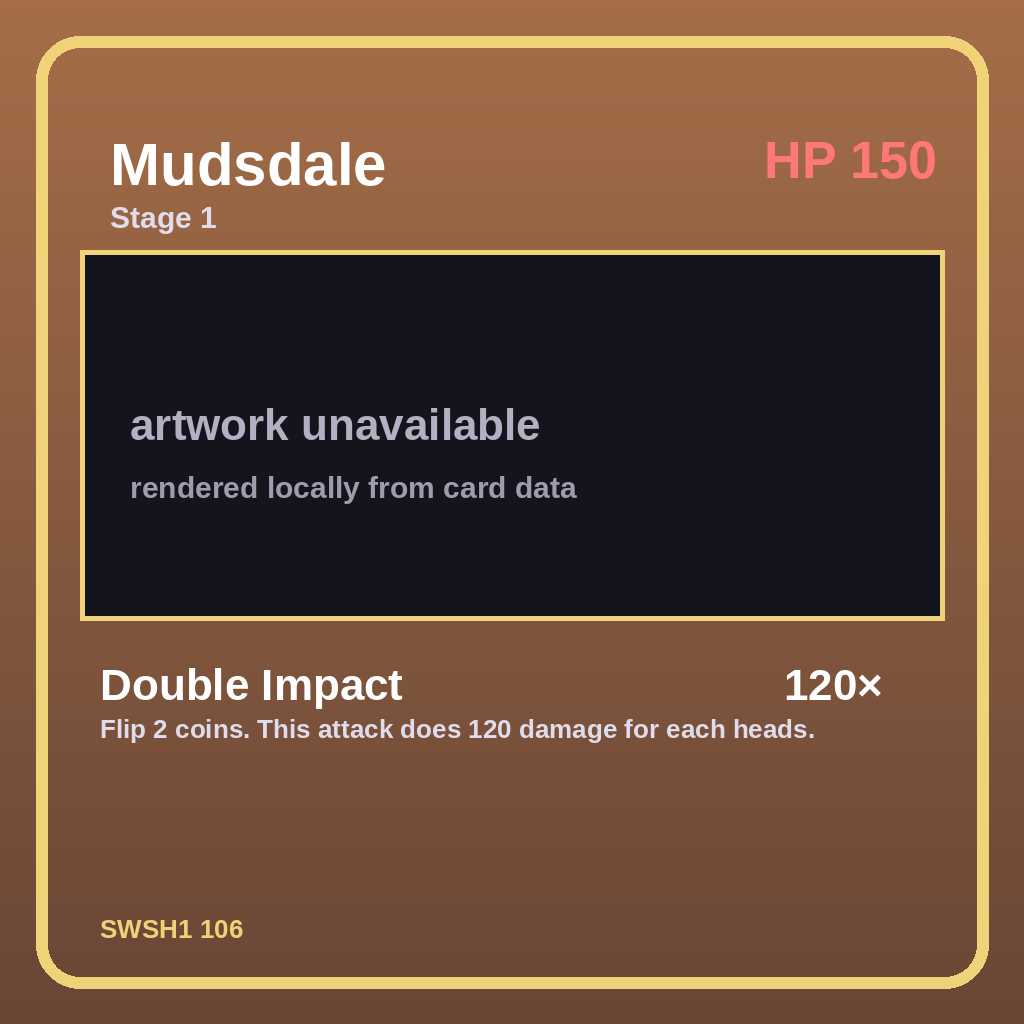 Mudsdale
HP 150
Stage 1
artwork unavailable
rendered locally from card data
Double Impact
120×
Flip 2 coins. This attack does 120 damage for each heads.
SWSH1 106